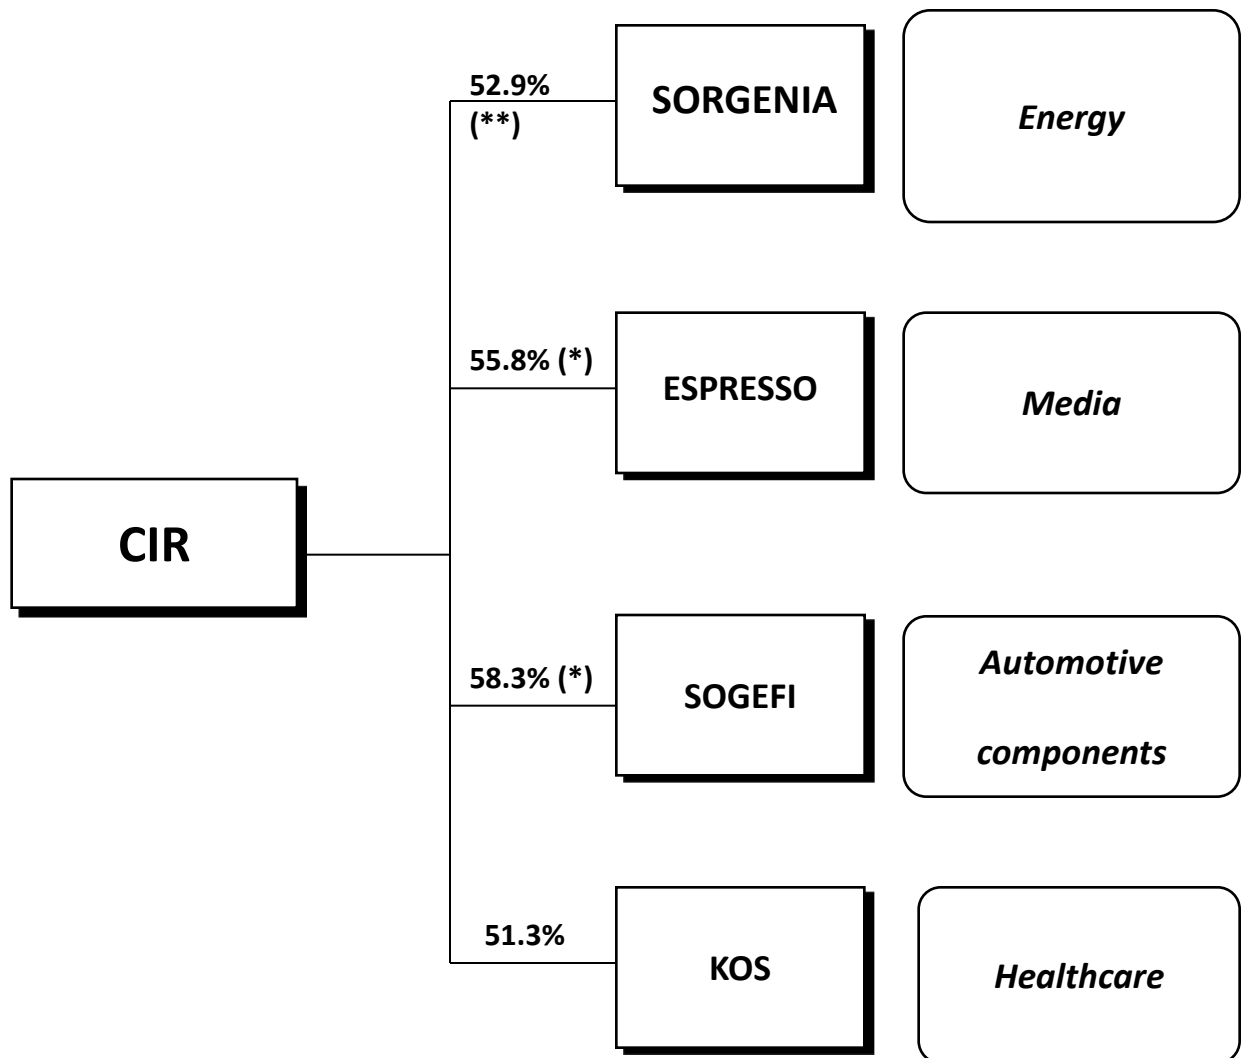 52.9%
(**)
SORGENIA
Energy
55.8% (*)
ESPRESSO
Media
CIR
58.3% (*)
SOGEFI
Automotive
components
51.3%
KOS
Healthcare